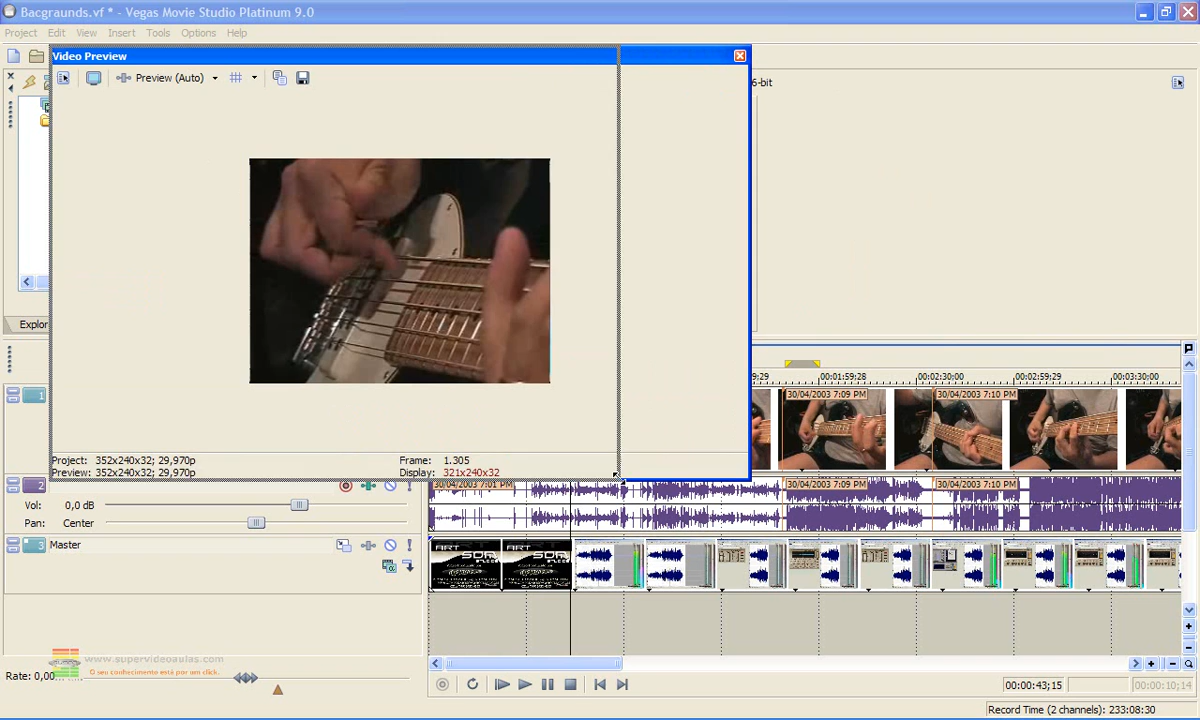 Bacgraunds.vf * - Vegas Movie Studio Platinum 9.0
Project Edit View Insert Tools Options Help
Video Preview
Preview (Auto)
6-bit
Explor
Project: 352x240x32; 29,970p
Frame: 1.305
Preview: 352x240x32; 29,970p
Display: 321x240x32
9;29 00:01:59;28 00:02:30;00 00:02:59;29 00:03:30;00
1
30/04/2003 7:09 PM 30/04/2003 7:10 PM
2
30/04/2003 7:01 PM 30/04/2003 7:09 PM 30/04/2003 7:10 PM
Vol: 0,0 dB
Pan: Center
3 Master
ART ART
www.supervideoaulas.com
O seu conhecimento está por um click.
Rate: 0,00
00:00:43;15 00:00:10;14
Record Time (2 channels): 233:08:30